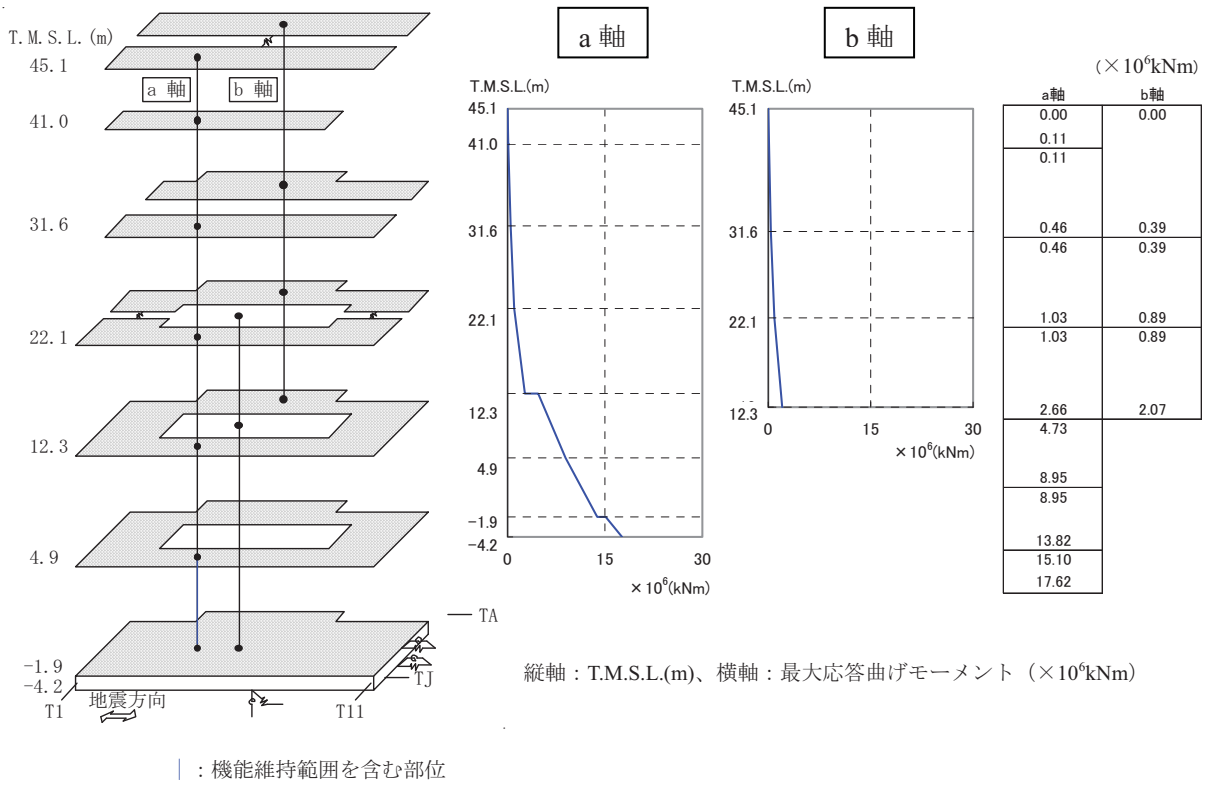 T.M.S.L.(m)
45.1
41.0
31.6
22.1
12.3
4.9
-1.9
-4.2
a 軸
b 軸
TA
TJ
T1
T11
地震方向
│：機能維持範囲を含む部位
a 軸
T.M.S.L.(m)
45.1
41.0
31.6
22.1
12.3
4.9
-1.9
-4.2
0 15 30
×10⁶(kNm)
b 軸
T.M.S.L.(m)
45.1
31.6
22.1
12.3
0 15 30
×10⁶(kNm)
(×10⁶kNm)
a軸 b軸
0.00 0.00
0.11
0.11
0.46 0.39
0.46 0.39
1.03 0.89
1.03 0.89
2.66 2.07
4.73
8.95
8.95
13.82
15.10
17.62
縦軸：T.M.S.L.(m)、横軸：最大応答曲げモーメント（×10⁶kNm）